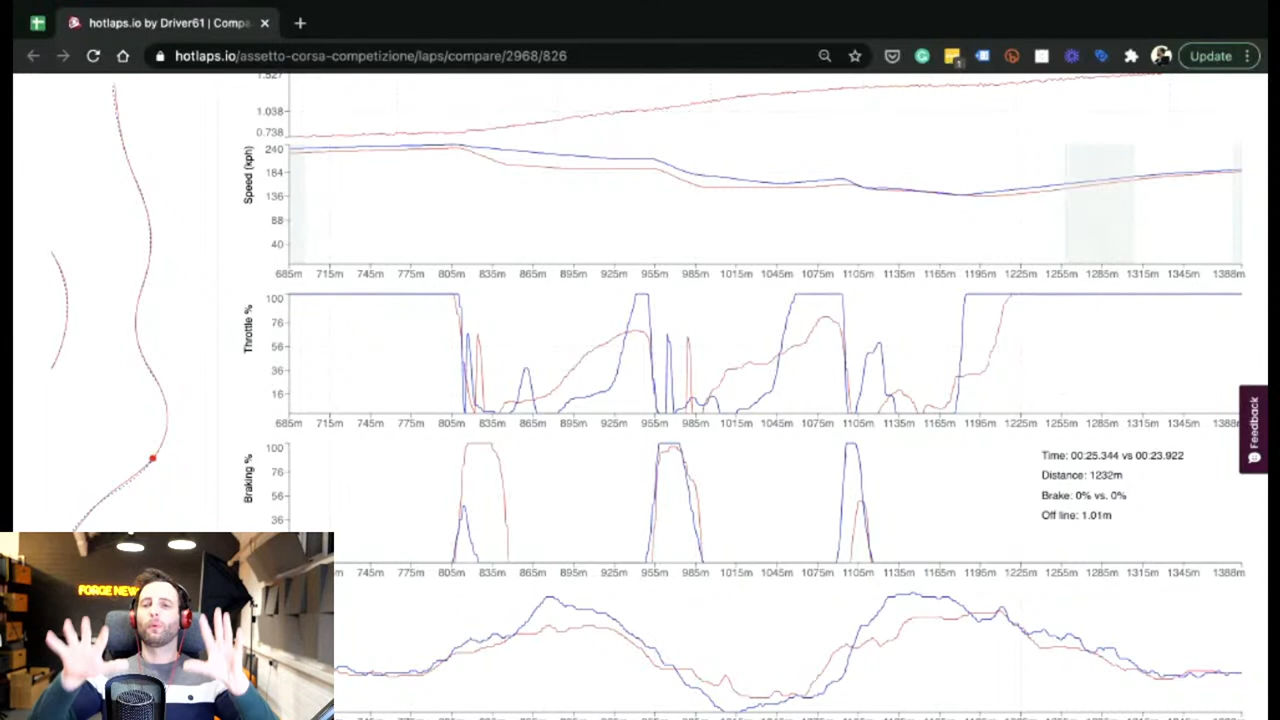 hotlaps.io by Driver61 | Compa
hotlaps.io/assetto-corsa-competizione/laps/compare/2968/826
1
Update
1.527
1.038
0.738
Speed (kph)
240
184
136
88
40
685m 715m 745m 775m 805m 835m 865m 895m 925m 955m 985m 1015m 1045m 1075m 1105m 1135m 1165m 1195m 1225m 1255m 1285m 1315m 1345m 1388m
Throttle %
100
76
56
36
16
685m 715m 745m 775m 805m 835m 865m 895m 925m 955m 985m 1015m 1045m 1075m 1105m 1135m 1165m 1195m 1225m 1255m 1285m 1315m 1345m 1388m
Feedback
Braking %
100
76
56
36
Time: 00:25.344 vs 00:23.922
Distance: 1232m
Brake: 0% vs. 0%
Off line: 1.01m
745m 775m 805m 835m 865m 895m 925m 955m 985m 1015m 1045m 1075m 1105m 1135m 1165m 1195m 1225m 1255m 1285m 1315m 1345m 1388m
FORGE NEW